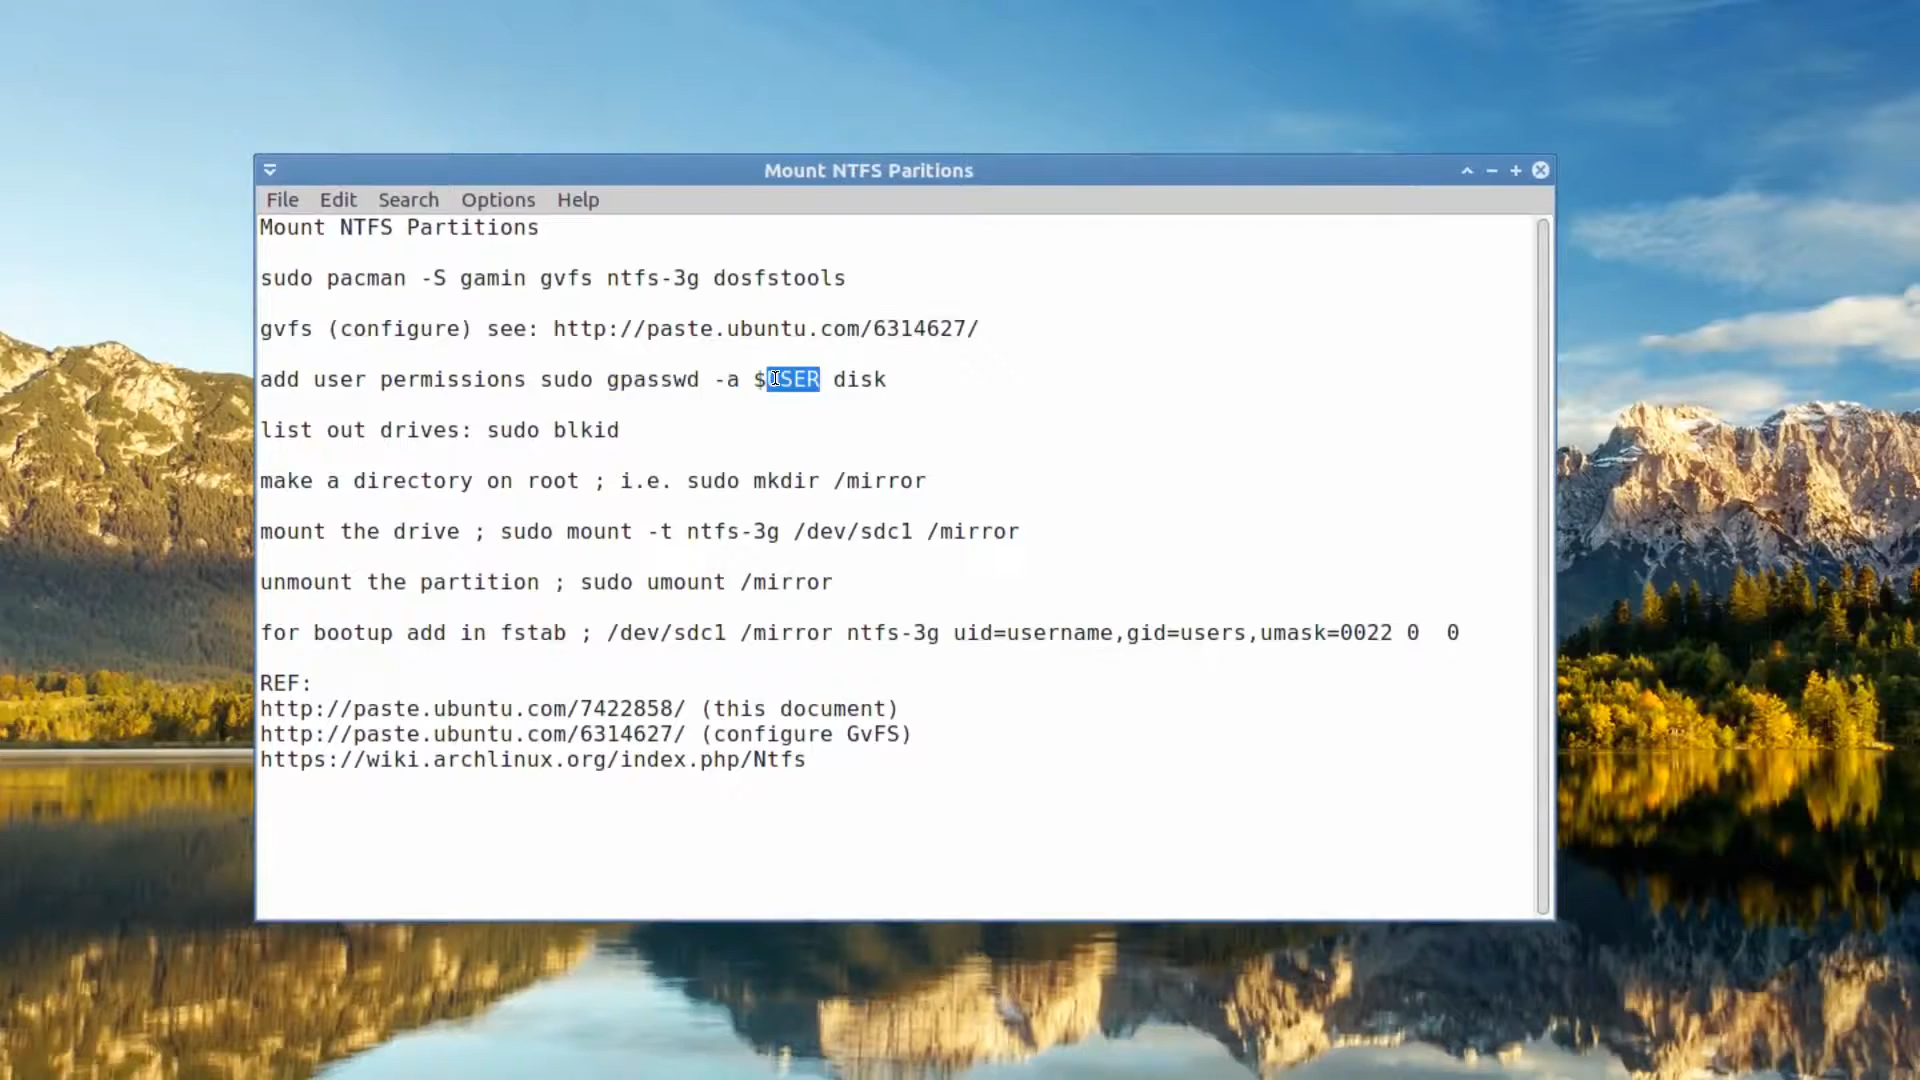 Mount NTFS Paritions
File Edit Search Options Help
Mount NTFS Partitions
sudo pacman -S gamin gvfs ntfs-3g dosfstools
gvfs (configure) see: http://paste.ubuntu.com/6314627/
add user permissions sudo gpasswd -a $USER disk
list out drives: sudo blkid
make a directory on root ; i.e. sudo mkdir /mirror
mount the drive ; sudo mount -t ntfs-3g /dev/sdc1 /mirror
unmount the partition ; sudo umount /mirror
for bootup add in fstab ; /dev/sdc1 /mirror ntfs-3g uid=username,gid=users,umask=0022 0  0
REF:
http://paste.ubuntu.com/7422858/ (this document)
http://paste.ubuntu.com/6314627/ (configure GvFS)
https://wiki.archlinux.org/index.php/Ntfs